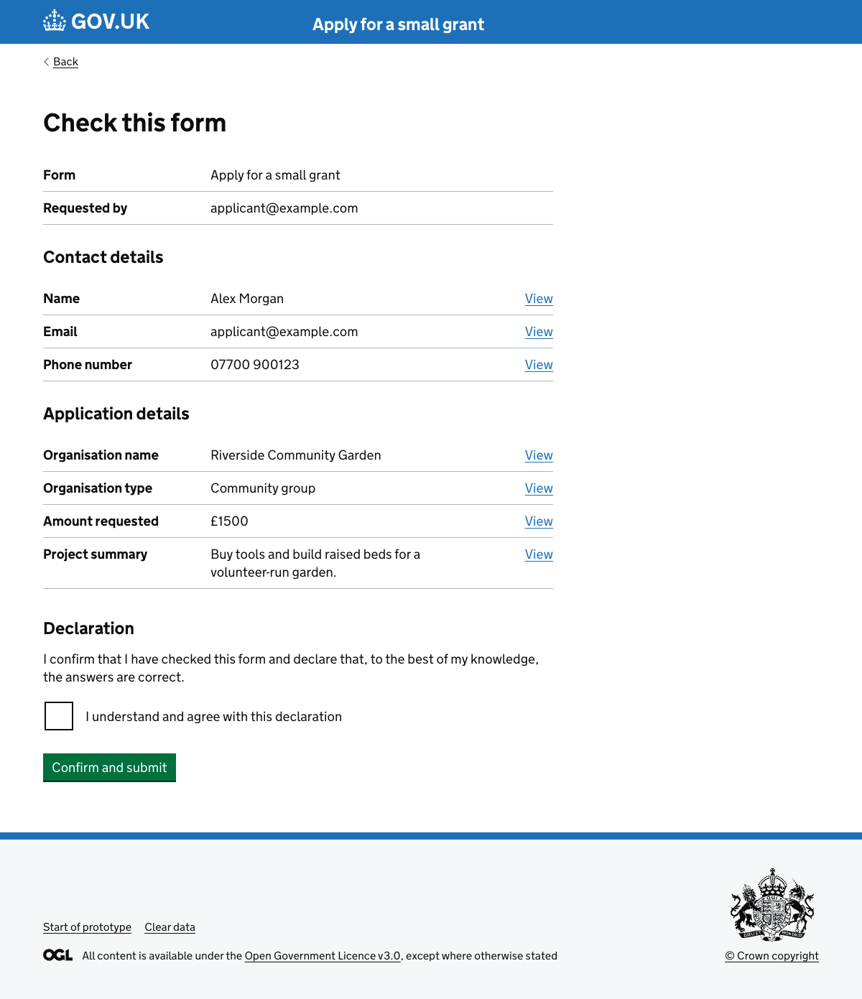 GOV.UK
Apply for a small grant
Back
Check this form
Form Apply for a small grant
Requested by applicant@example.com
Contact details
Name Alex Morgan View
Email applicant@example.com View
Phone number 07700 900123 View
Application details
Organisation name Riverside Community Garden View
Organisation type Community group View
Amount requested £1500 View
Project summary Buy tools and build raised beds for a View
volunteer-run garden.
Declaration
I confirm that I have checked this form and declare that, to the best of my knowledge,
the answers are correct.
I understand and agree with this declaration
Confirm and submit
Start of prototype Clear data
OGL All content is available under the Open Government Licence v3.0, except where otherwise stated
© Crown copyright